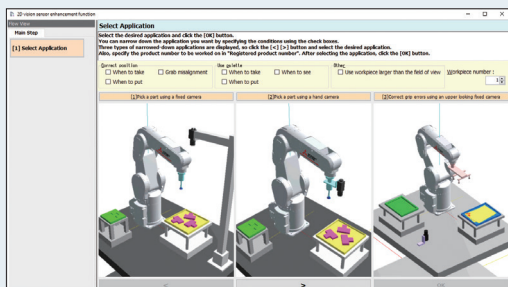 2D vision sensor enhancement function
Flow View
Main Step
[1] Select Application
Select Application
Select the desired application and click the [OK] button.
You can narrow down the application you want by specifying the conditions using the check boxes.
Three types of narrowed-down applications are displayed, so click the [<] [>] button and select the desired application.
Also, specify the product number to be worked on in "Registered product number". After selecting the application, click the [OK] button.
Correct position
When to take
Grab misalignment
When to put
Use palette
When to take
When to see
When to put
Other
Use workpiece larger than the field of view
Workpiece number :
1
[1]Pick a part using a fixed camera
[2]Pick a part using a hand camera
[3]Correct grip errors using an upper looking fixed camera
<
>
OK